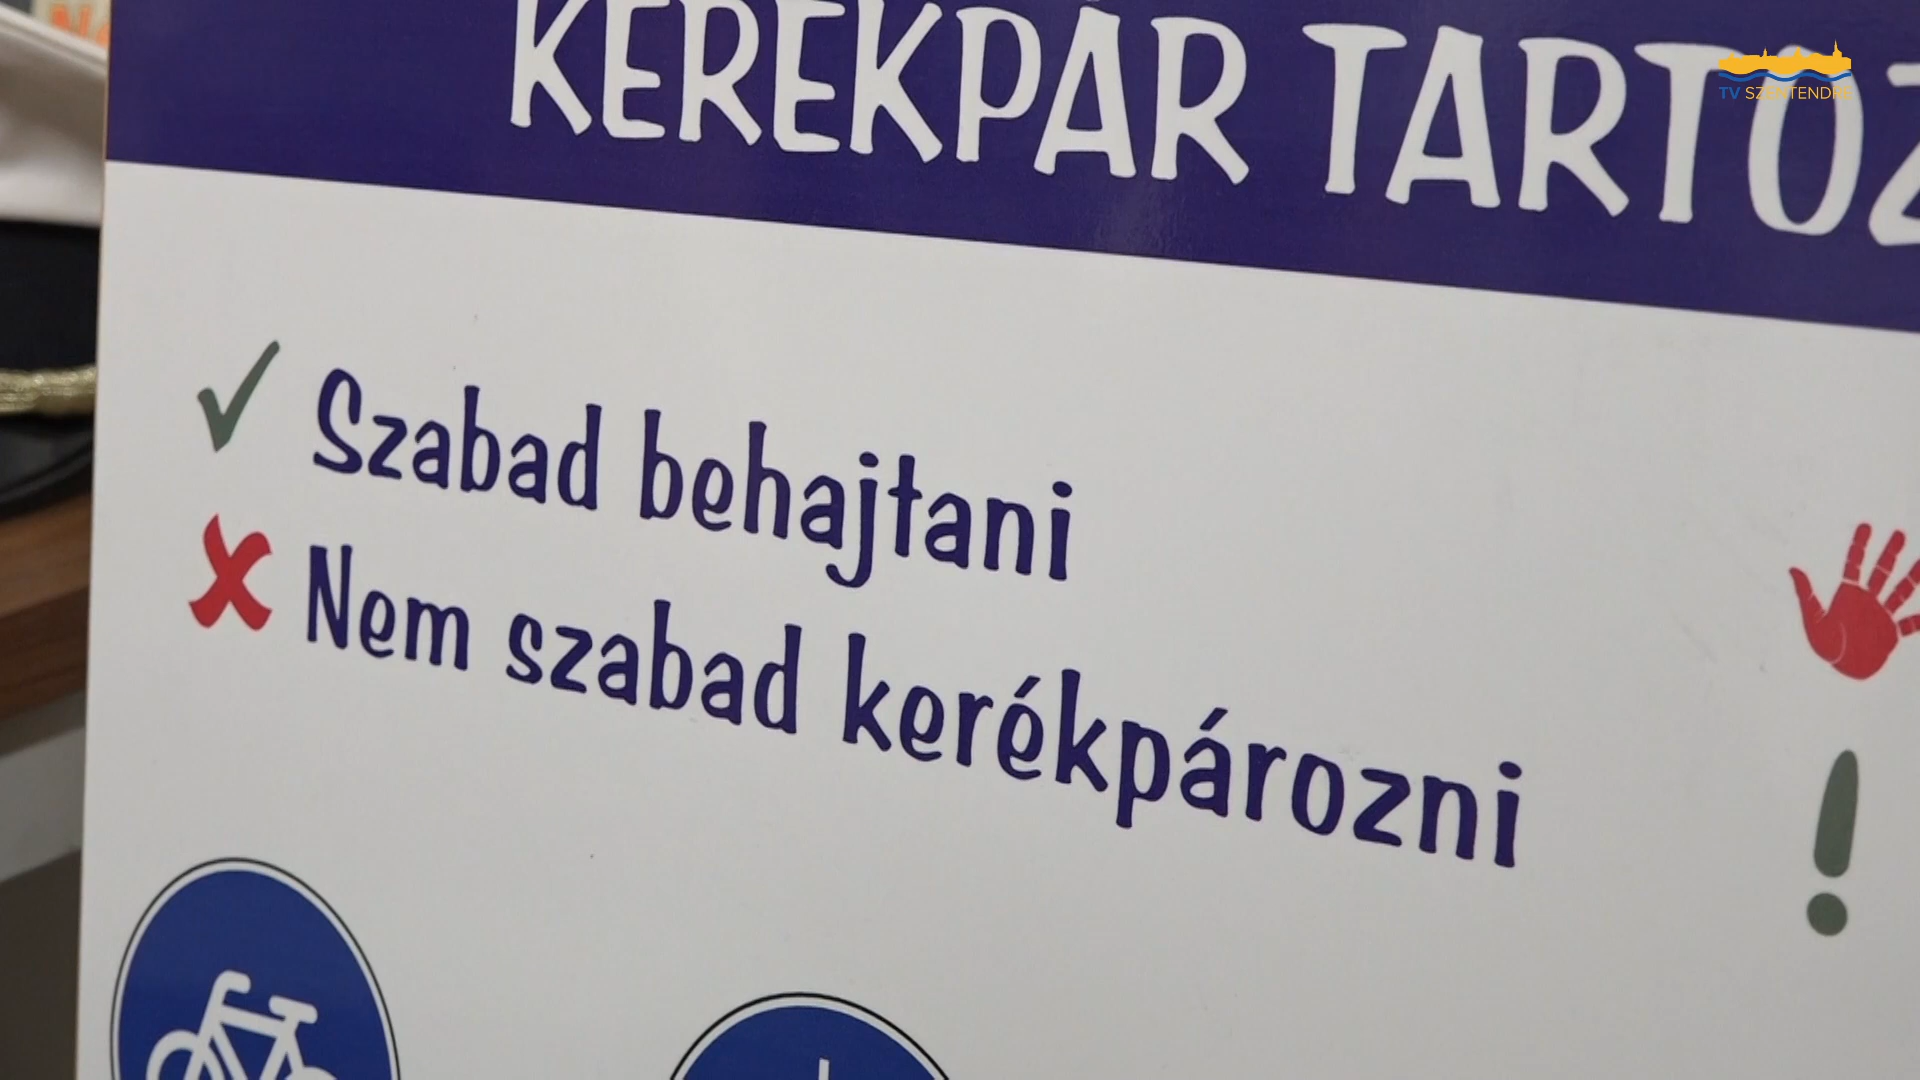 KERÉKPÁR TARTOZ
TV SZENTENDRE
Szabad behajtani
Nem szabad kerékpározni